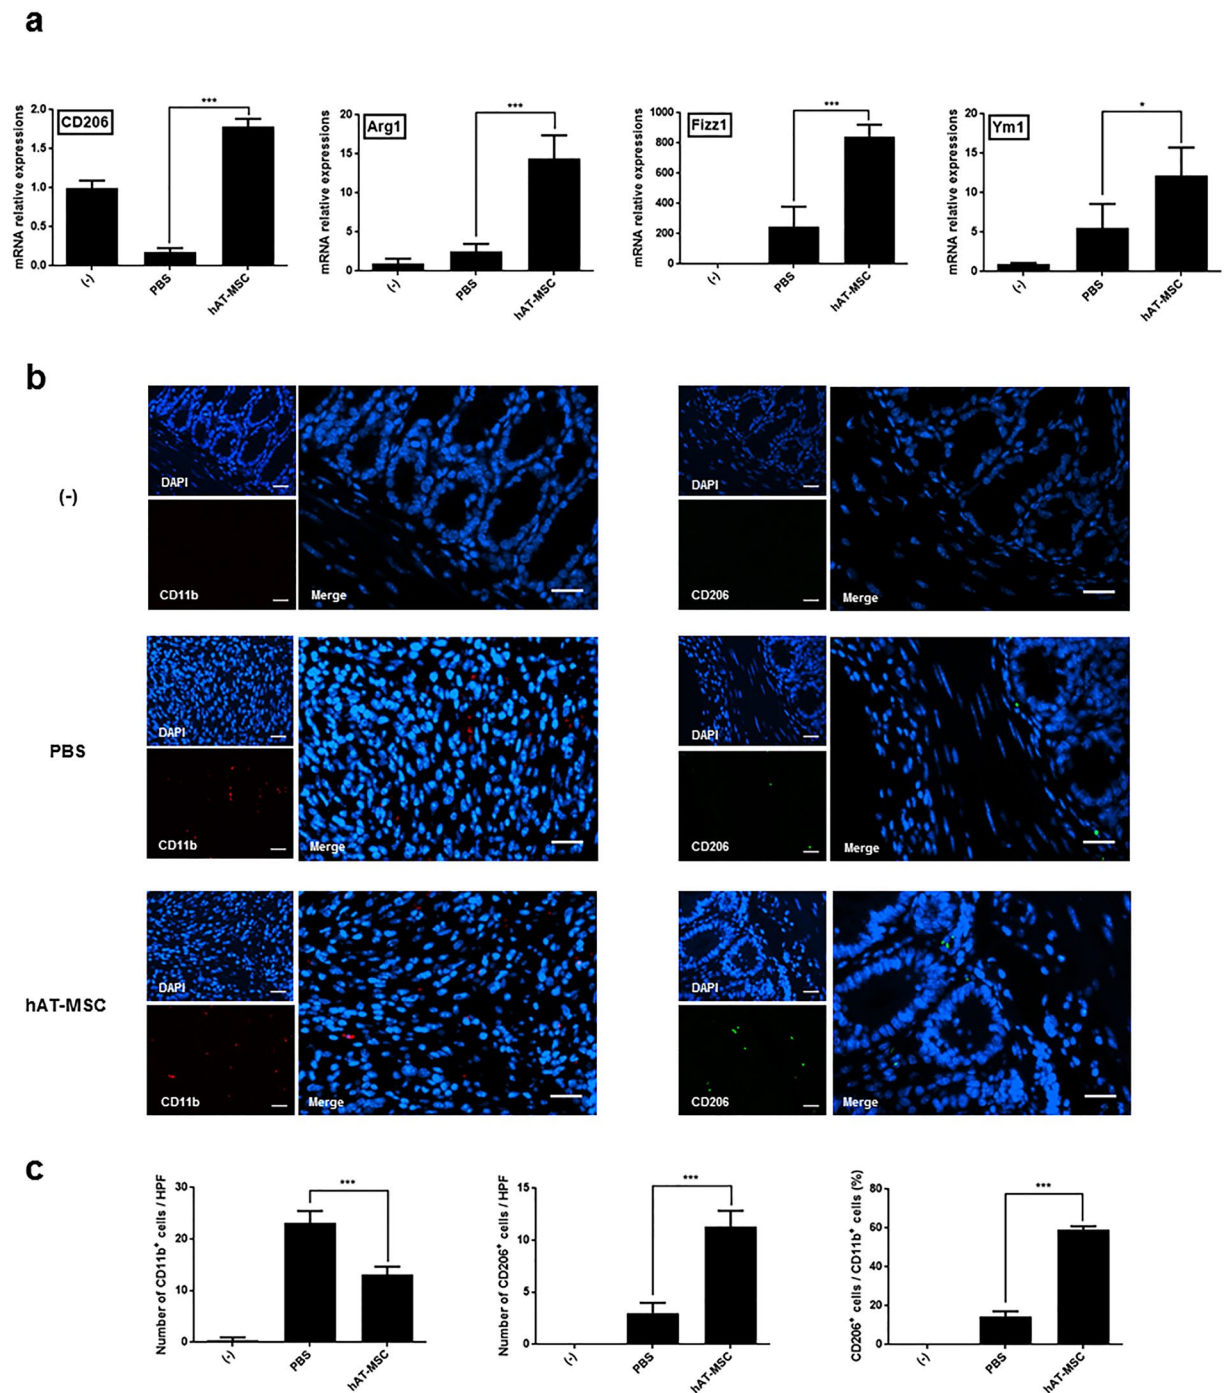 a
mRNA relative expressions
2.0
1.5
1.0
0.5
0.0
CD206
***
(-)
PBS
hAT-MSC
mRNA relative expressions
20
15
10
5
0
Arg1
***
(-)
PBS
hAT-MSC
mRNA relative expressions
1000
800
600
400
200
0
Fizz1
***
(-)
PBS
hAT-MSC
mRNA relative expressions
20
15
10
5
0
Ym1
*
(-)
PBS
hAT-MSC
b
(-)
DAPI
CD11b
Merge
DAPI
CD206
Merge
PBS
DAPI
CD11b
Merge
DAPI
CD206
Merge
hAT-MSC
DAPI
CD11b
Merge
DAPI
CD206
Merge
c
Number of CD11b⁺ cells / HPF
30
20
10
0
***
(-)
PBS
hAT-MSC
Number of CD206⁺ cells / HPF
15
10
5
0
***
(-)
PBS
hAT-MSC
CD206⁺ cells / CD11b⁺ cells (%)
80
60
40
20
0
***
(-)
PBS
hAT-MSC